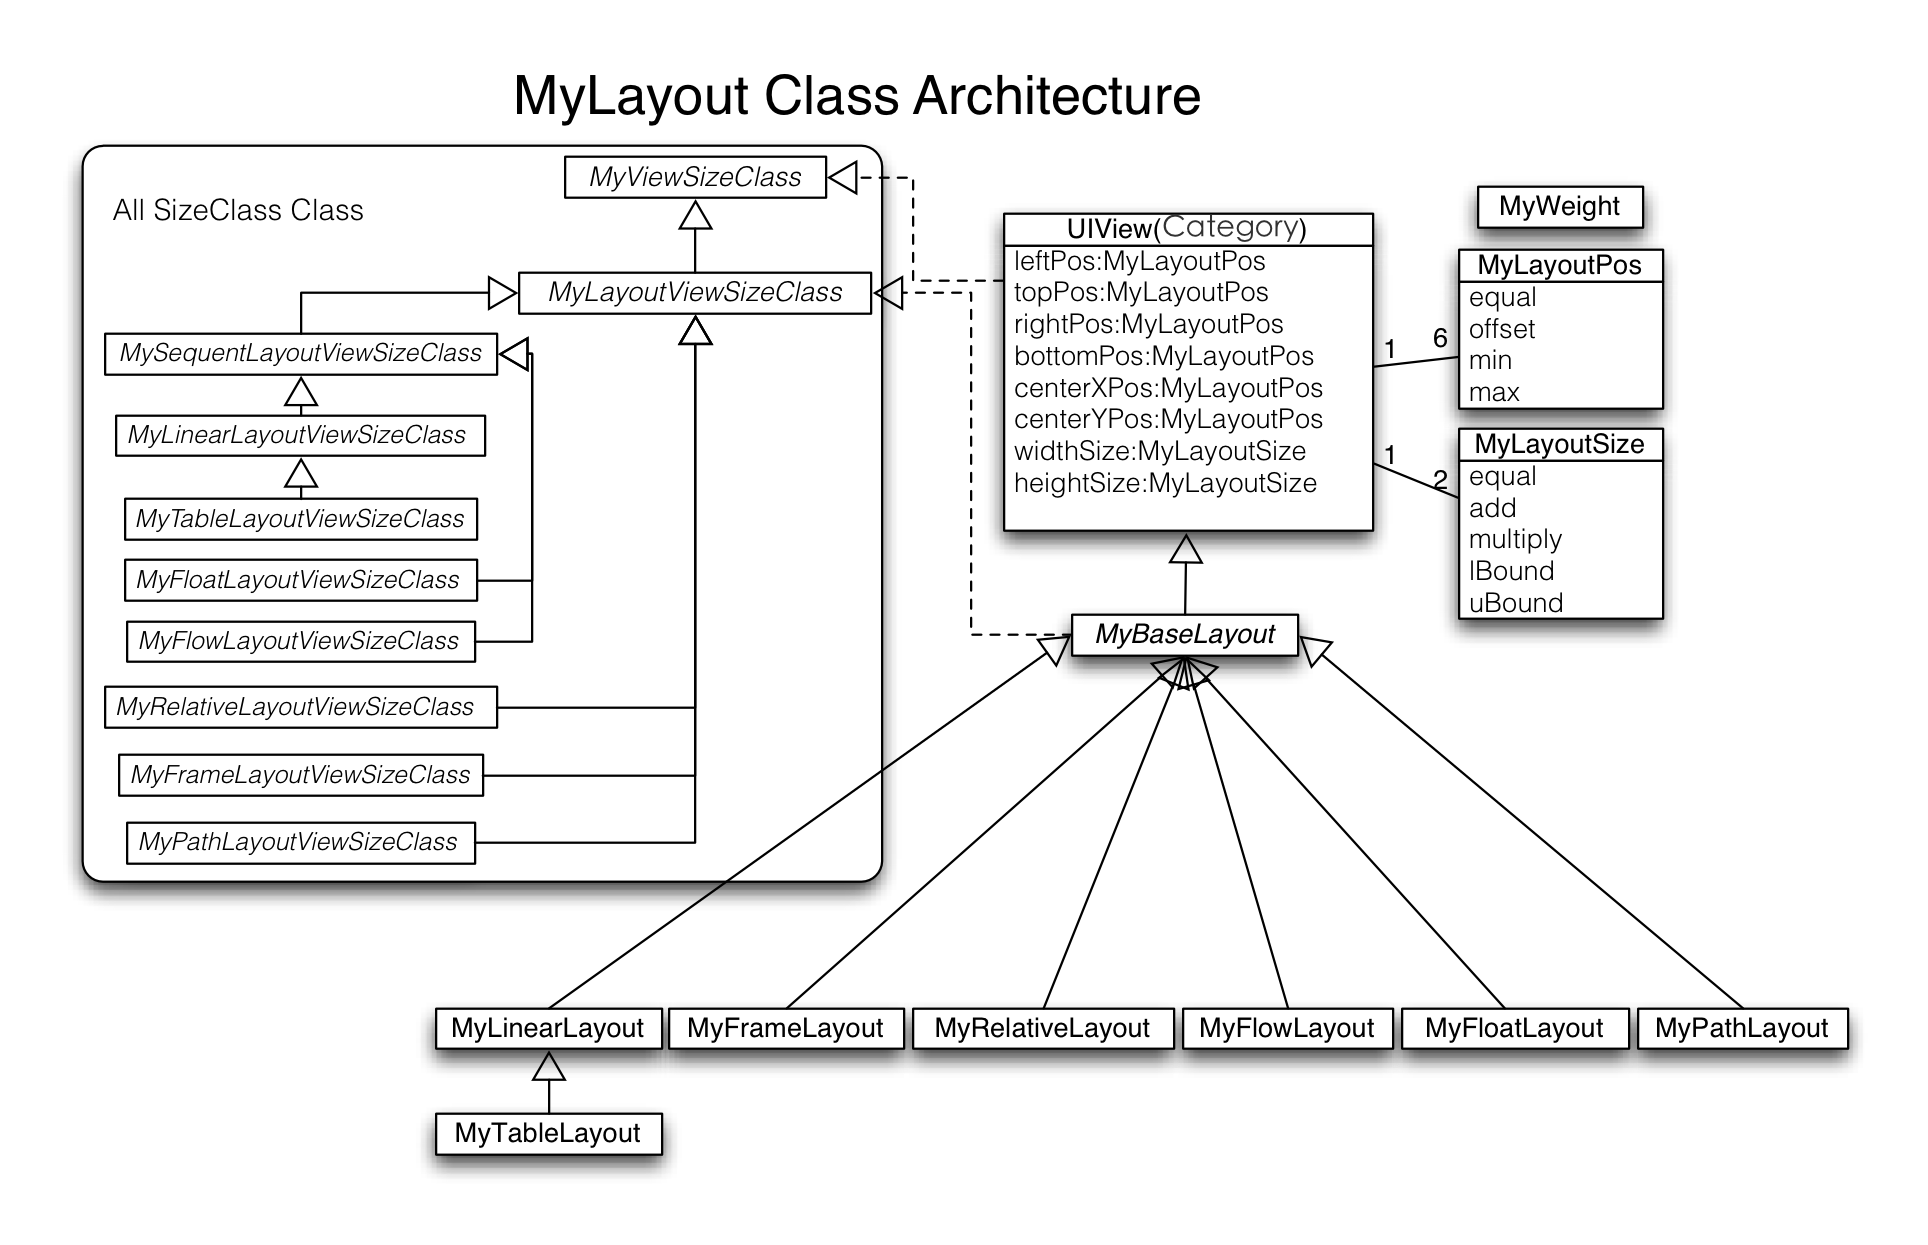 MyLayout Class Architecture
All SizeClass Class
MyViewSizeClass
MyLayoutViewSizeClass
MySequentLayoutViewSizeClass
MyLinearLayoutViewSizeClass
MyTableLayoutViewSizeClass
MyFloatLayoutViewSizeClass
MyFlowLayoutViewSizeClass
MyRelativeLayoutViewSizeClass
MyFrameLayoutViewSizeClass
MyPathLayoutViewSizeClass
UIView(Category)
leftPos:MyLayoutPos
topPos:MyLayoutPos
rightPos:MyLayoutPos
bottomPos:MyLayoutPos
centerXPos:MyLayoutPos
centerYPos:MyLayoutPos
widthSize:MyLayoutSize
heightSize:MyLayoutSize
1
6
1
2
MyWeight
MyLayoutPos
equal
offset
min
max
MyLayoutSize
equal
add
multiply
lBound
uBound
MyBaseLayout
MyLinearLayout
MyFrameLayout
MyRelativeLayout
MyFlowLayout
MyFloatLayout
MyPathLayout
MyTableLayout